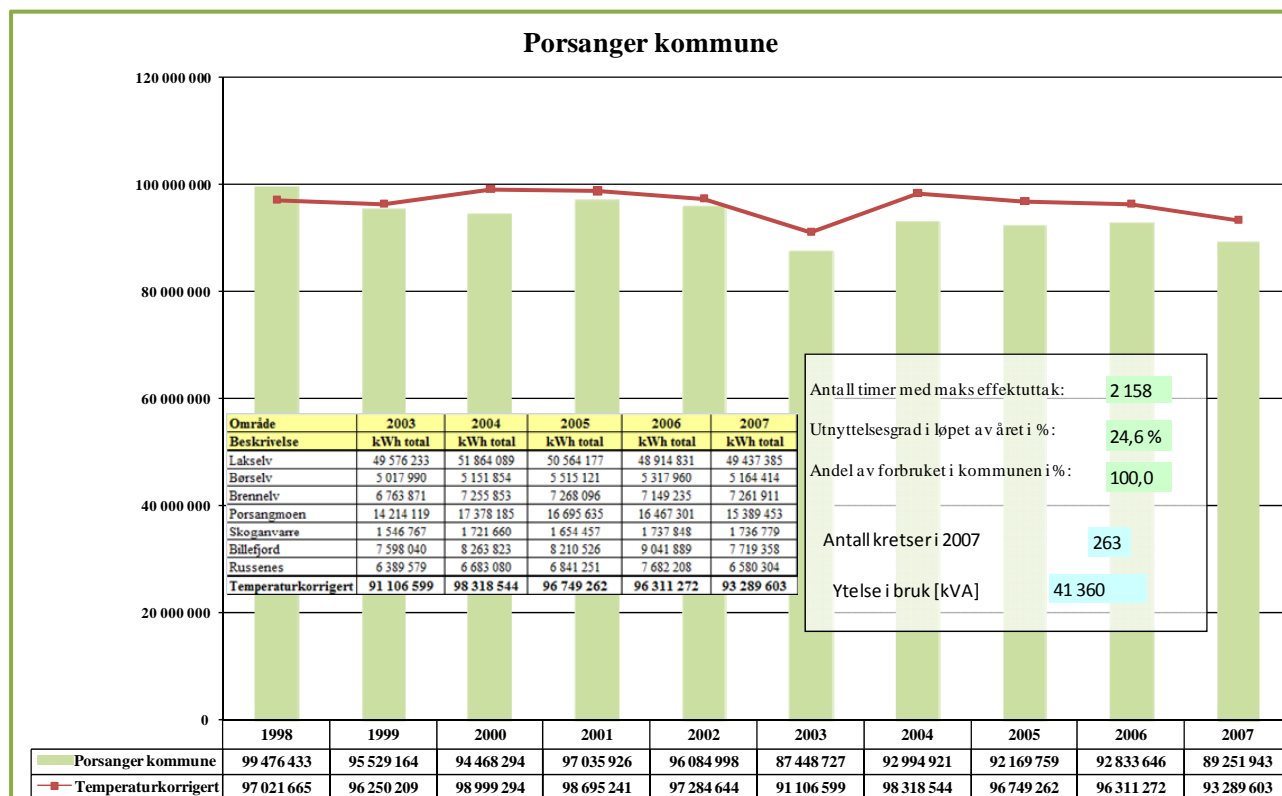 Porsanger kommune
120 000 000
100 000 000
80 000 000
60 000 000
40 000 000
20 000 000
0
Antall timer med maks effektuttak: 2 158
Utnyttelsesgrad i løpet av året i %: 24,6 %
Andel av forbruket i kommunen i %: 100,0
Antall kretser i 2007 263
Ytelse i bruk [kVA] 41 360
Område 2003 2004 2005 2006 2007
Beskrivelse kWh total kWh total kWh total kWh total kWh total
Lakselv 49 576 233 51 864 089 50 564 177 48 914 831 49 437 385
Børselv 5 017 990 5 151 854 5 515 121 5 317 960 5 164 414
Brennelv 6 763 871 7 255 853 7 268 096 7 149 235 7 261 911
Porsangmoen 14 214 119 17 378 185 16 695 635 16 467 301 15 389 453
Skoganvarre 1 546 767 1 721 660 1 654 457 1 737 848 1 736 779
Billefjord 7 598 040 8 263 823 8 210 526 9 041 889 7 719 358
Russenes 6 389 579 6 683 080 6 841 251 7 682 208 6 580 304
Temperaturkorrigert 91 106 599 98 318 544 96 749 262 96 311 272 93 289 603
1998 1999 2000 2001 2002 2003 2004 2005 2006 2007
Porsanger kommune 99 476 433 95 529 164 94 468 294 97 035 926 96 084 998 87 448 727 92 994 921 92 169 759 92 833 646 89 251 943
Temperaturkorrigert 97 021 665 96 250 209 98 999 294 98 695 241 97 284 644 91 106 599 98 318 544 96 749 262 96 311 272 93 289 603